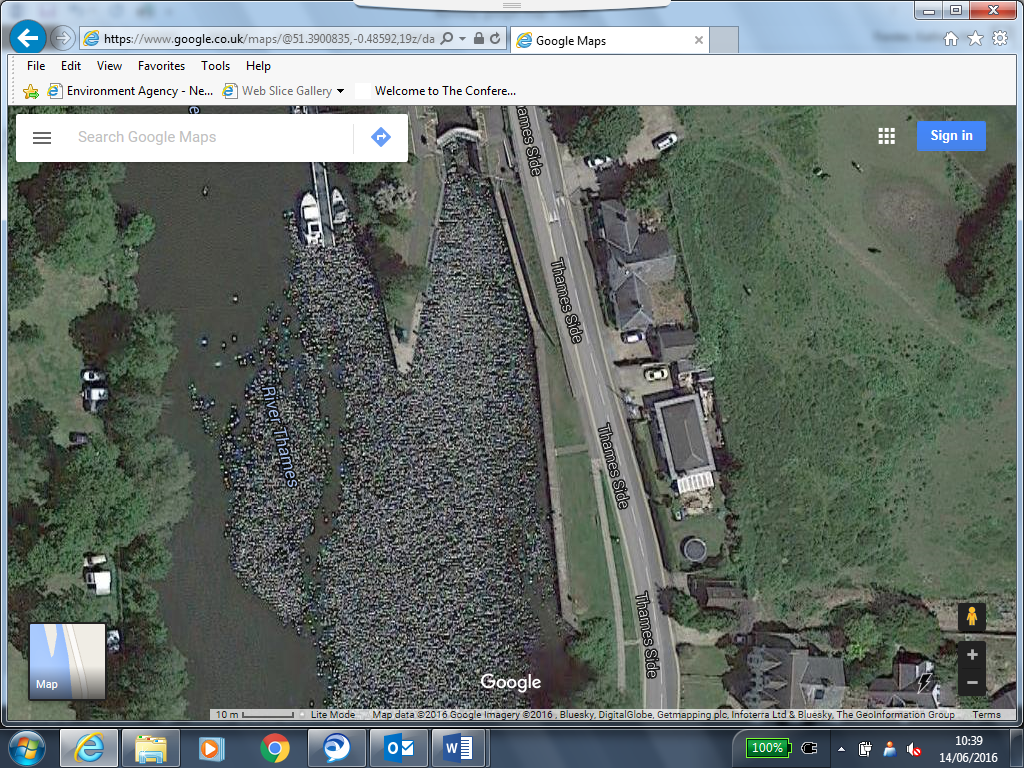 https://www.google.co.uk/maps/@51.3900835,-0.48592,19z/da
Google Maps
File Edit View Favorites Tools Help
Environment Agency - Ne...
Web Slice Gallery
Welcome to The Confere...
Search Google Maps
Sign in
Thames Side
Thames Side
River Thames
Thames Side
Thames Side
Map
Google
10 m
Lite Mode
Map data ©2016 Google Imagery ©2016 , Bluesky, DigitalGlobe, Getmapping plc, Infoterra Ltd & Bluesky, The GeoInformation Group
Terms
100%
10:39
14/06/2016